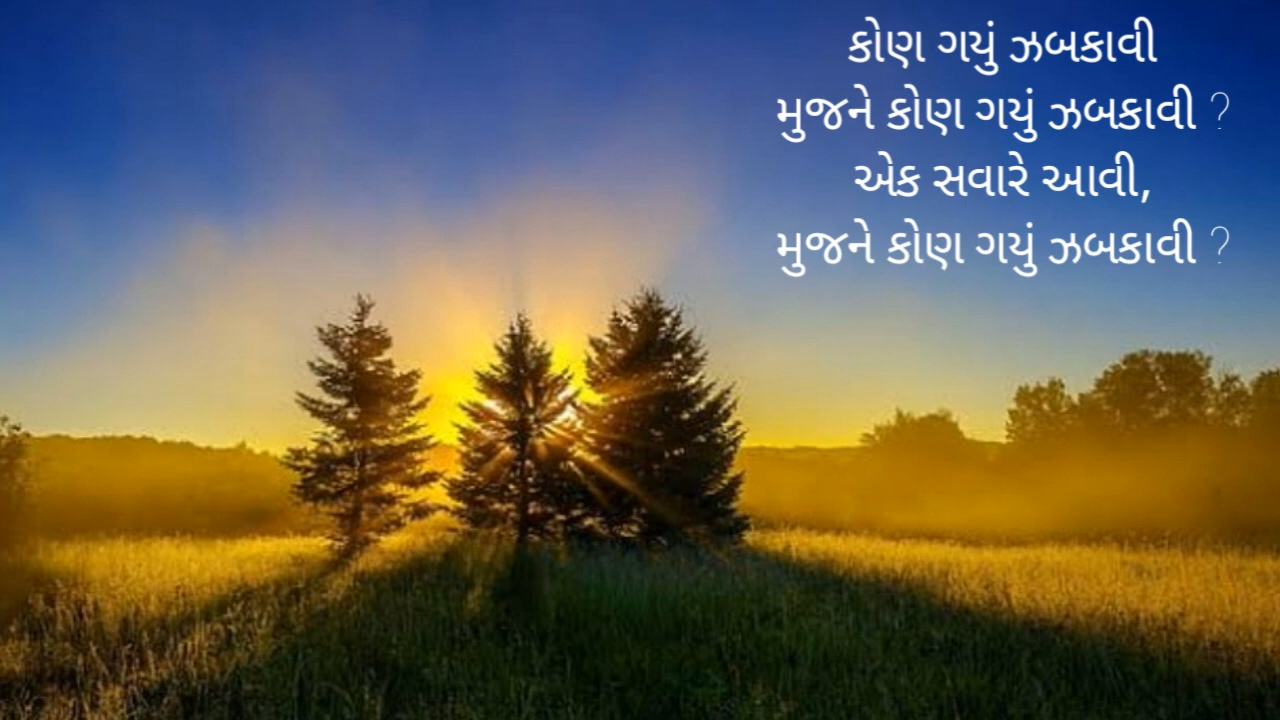 કોણ ગયું ઝબકાવી
મુજને કોણ ગયું ઝબકાવી ?
એક સવારે આવી,
મુજને કોણ ગયું ઝબકાવી ?